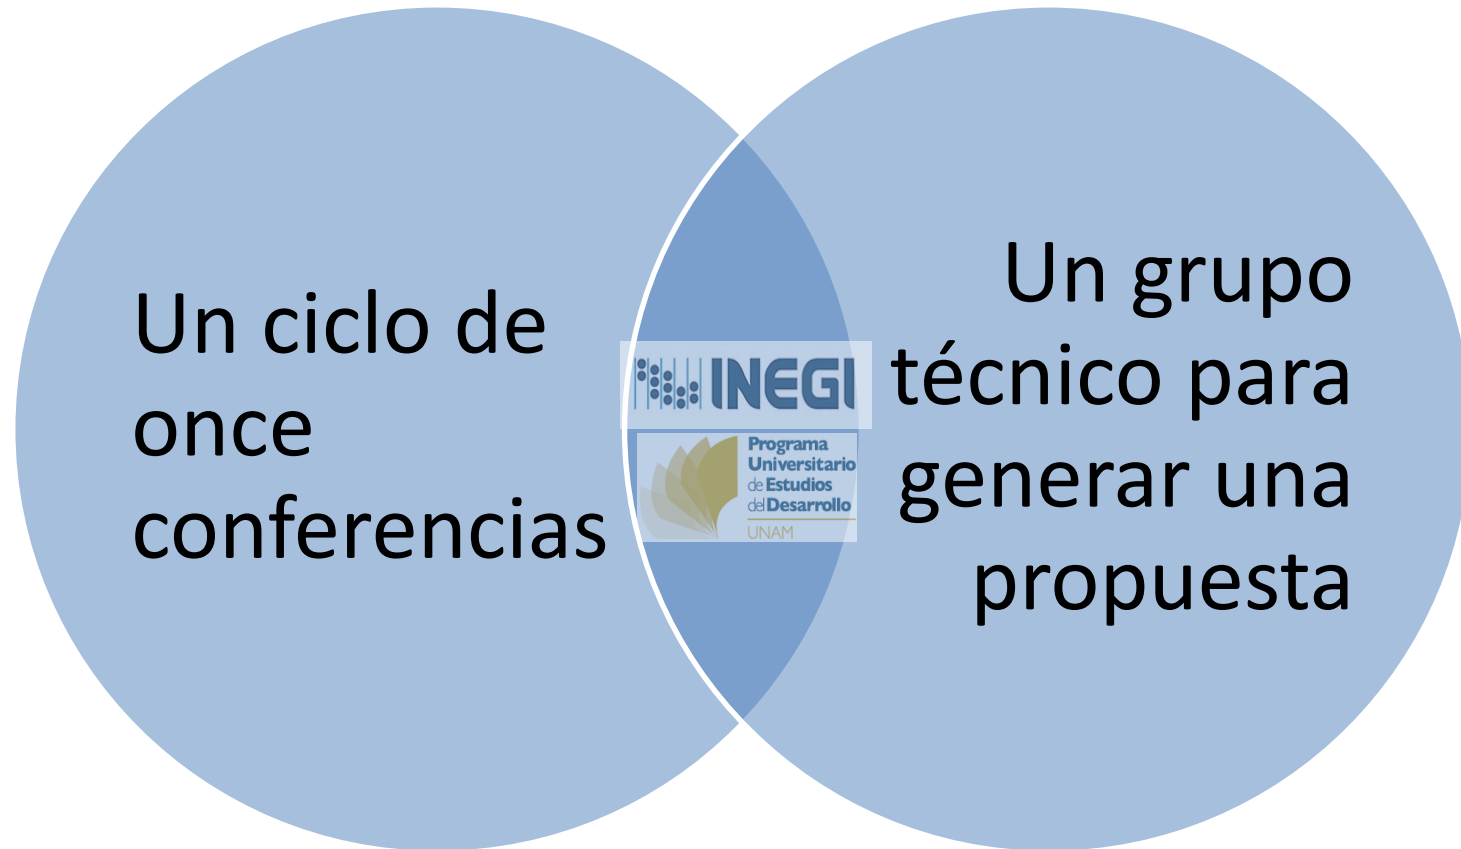 Un ciclo de
once
conferencias
INEGI
Programa
Universitario
de Estudios
del Desarrollo
UNAM
Un grupo
técnico para
generar una
propuesta